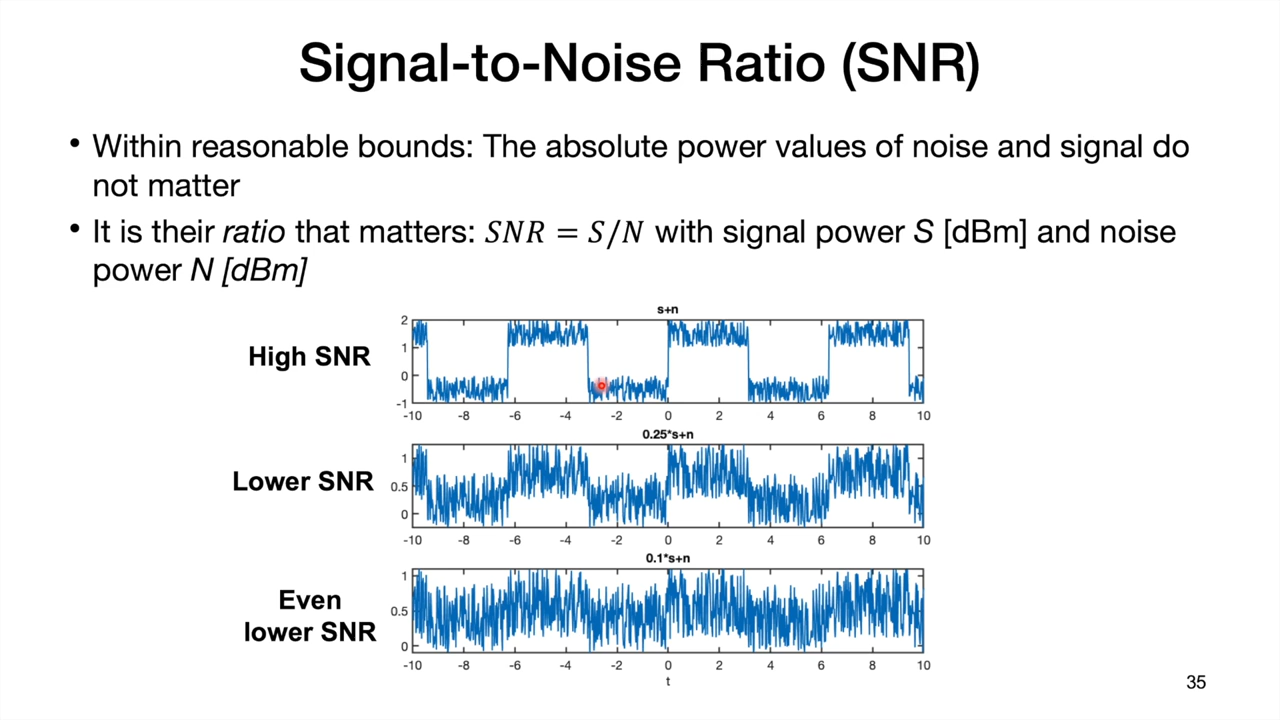 Signal-to-Noise Ratio (SNR)
• Within reasonable bounds: The absolute power values of noise and signal do
not matter
• It is their ratio that matters: SNR = S/N with signal power S [dBm] and noise
power N [dBm]
s+n
High SNR
2
1
0
-1
-10 -8 -6 -4 -2 0 2 4 6 8 10
0.25*s+n
Lower SNR
1
0.5
0
-10 -8 -6 -4 -2 0 2 4 6 8 10
0.1*s+n
Even
lower SNR
1
0.5
0
-10 -8 -6 -4 -2 0 2 4 6 8 10
t
35